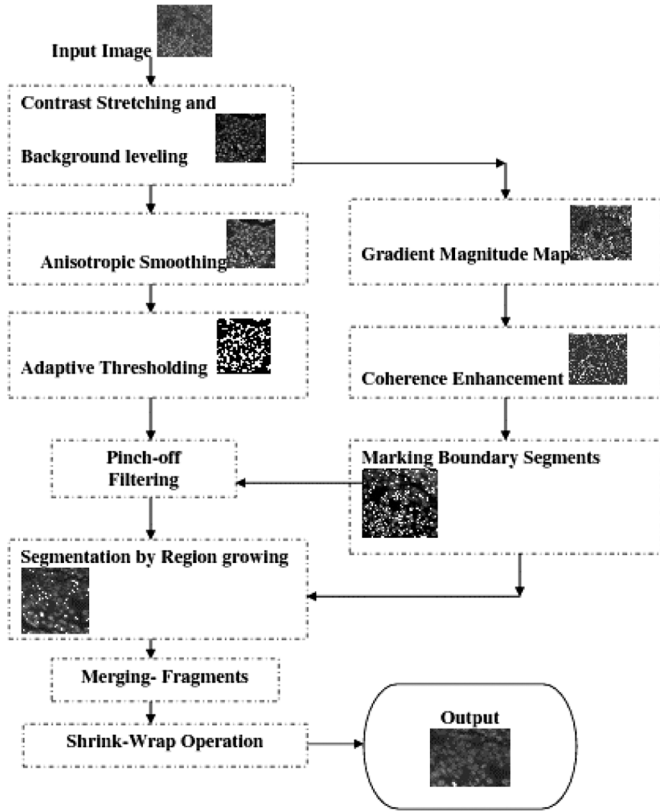 Input Image
Contrast Stretching and
Background leveling
Anisotropic Smoothing
Gradient Magnitude Map
Adaptive Thresholding
Coherence Enhancement
Pinch-off
Filtering
Marking Boundary Segments
Segmentation by Region growing
Merging- Fragments
Shrink-Wrap Operation
Output